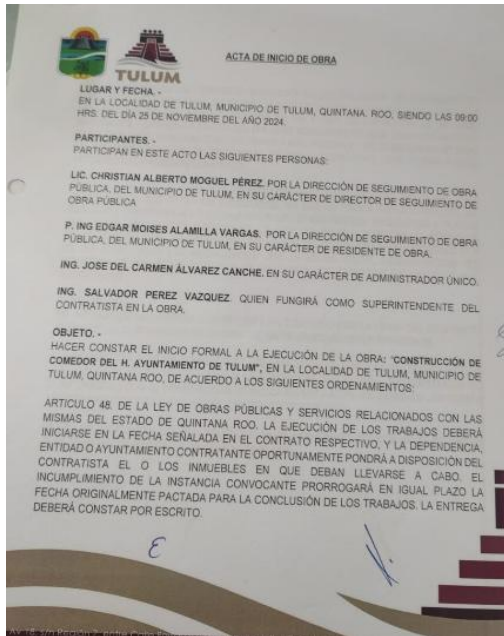 ACTA DE INICIO DE OBRA
TULUM
LUGAR Y FECHA. -
EN LA LOCALIDAD DE TULUM, MUNICIPIO DE TULUM, QUINTANA. ROO, SIENDO LAS 09:00
HRS. DEL DÍA 25 DE NOVIEMBRE DEL AÑO 2024.
PARTICIPANTES. -
PARTICIPAN EN ESTE ACTO LAS SIGUIENTES PERSONAS:
LIC. CHRISTIAN ALBERTO MOGUEL PÉREZ. POR LA DIRECCIÓN DE SEGUIMIENTO DE OBRA
PÚBLICA, DEL MUNICIPIO DE TULUM, EN SU CARÁCTER DE DIRECTOR DE SEGUIMIENTO DE
OBRA PÚBLICA
P. ING EDGAR MOISES ALAMILLA VARGAS. POR LA DIRECCIÓN DE SEGUIMIENTO DE OBRA
PÚBLICA, DEL MUNICIPIO DE TULUM, EN SU CARÁCTER DE RESIDENTE DE OBRA.
ING. JOSE DEL CARMEN ÁLVAREZ CANCHE. EN SU CARÁCTER DE ADMINISTRADOR ÚNICO.
ING. SALVADOR PEREZ VAZQUEZ. QUIEN FUNGIRÁ COMO SUPERINTENDENTE DEL
CONTRATISTA EN LA OBRA.
OBJETO. -
HACER CONSTAR EL INICIO FORMAL A LA EJECUCIÓN DE LA OBRA: "CONSTRUCCIÓN DE
COMEDOR DEL H. AYUNTAMIENTO DE TULUM", EN LA LOCALIDAD DE TULUM, MUNICIPIO DE
TULUM, QUINTANA ROO, DE ACUERDO A LOS SIGUIENTES ORDENAMIENTOS:
ARTICULO 48. DE LA LEY DE OBRAS PÚBLICAS Y SERVICIOS RELACIONADOS CON LAS
MISMAS DEL ESTADO DE QUINTANA ROO. LA EJECUCIÓN DE LOS TRABAJOS DEBERÁ
INICIARSE EN LA FECHA SEÑALADA EN EL CONTRATO RESPECTIVO, Y LA DEPENDENCIA,
ENTIDAD O AYUNTAMIENTO CONTRATANTE OPORTUNAMENTE PONDRÁ A DISPOSICIÓN DEL
CONTRATISTA EL O LOS INMUEBLES EN QUE DEBAN LLEVARSE A CABO. EL
INCUMPLIMIENTO DE LA INSTANCIA CONVOCANTE PRORROGARÁ EN IGUAL PLAZO LA
FECHA ORIGINALMENTE PACTADA PARA LA CONCLUSIÓN DE LOS TRABAJOS. LA ENTREGA
DEBERÁ CONSTAR POR ESCRITO.